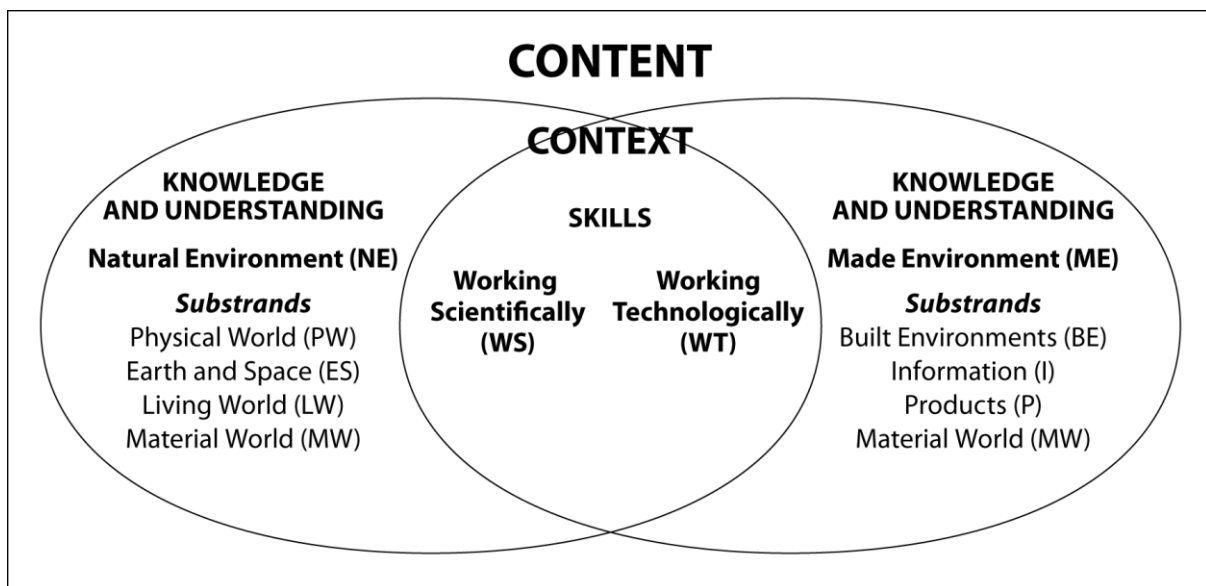 CONTENT
CONTEXT
KNOWLEDGE
AND UNDERSTANDING
Natural Environment (NE)
Substrands
Physical World (PW)
Earth and Space (ES)
Living World (LW)
Material World (MW)
SKILLS
Working
Scientifically
(WS)
Working
Technologically
(WT)
KNOWLEDGE
AND UNDERSTANDING
Made Environment (ME)
Substrands
Built Environments (BE)
Information (I)
Products (P)
Material World (MW)